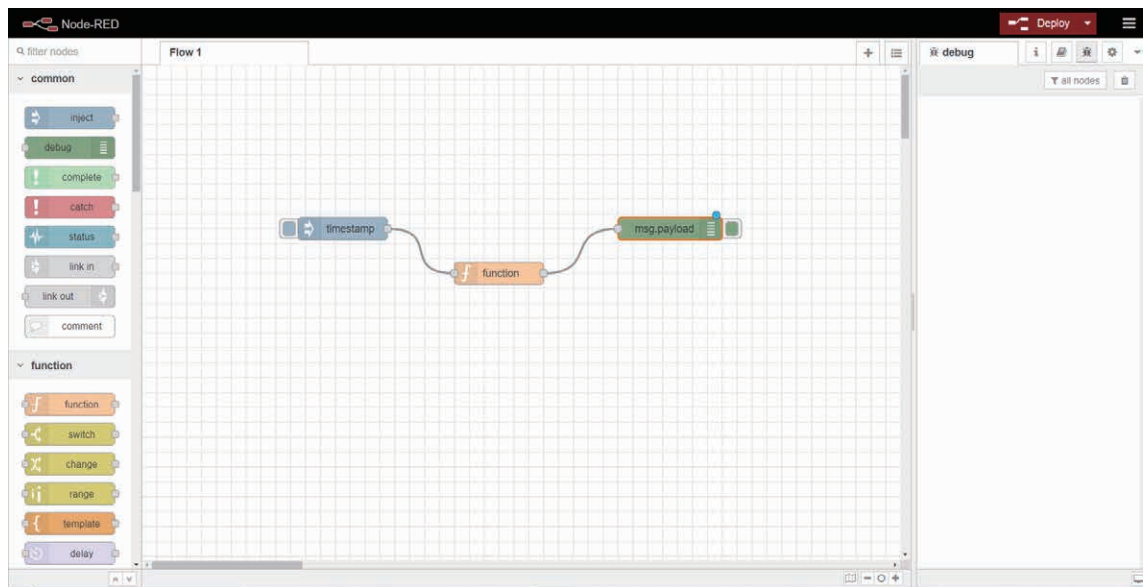 Node-RED
Deploy
filter nodes
Flow 1
debug
i
common
all nodes
inject
debug
complete
catch
timestamp
msg.payload
status
link in
function
link out
comment
function
function
switch
change
range
template
delay